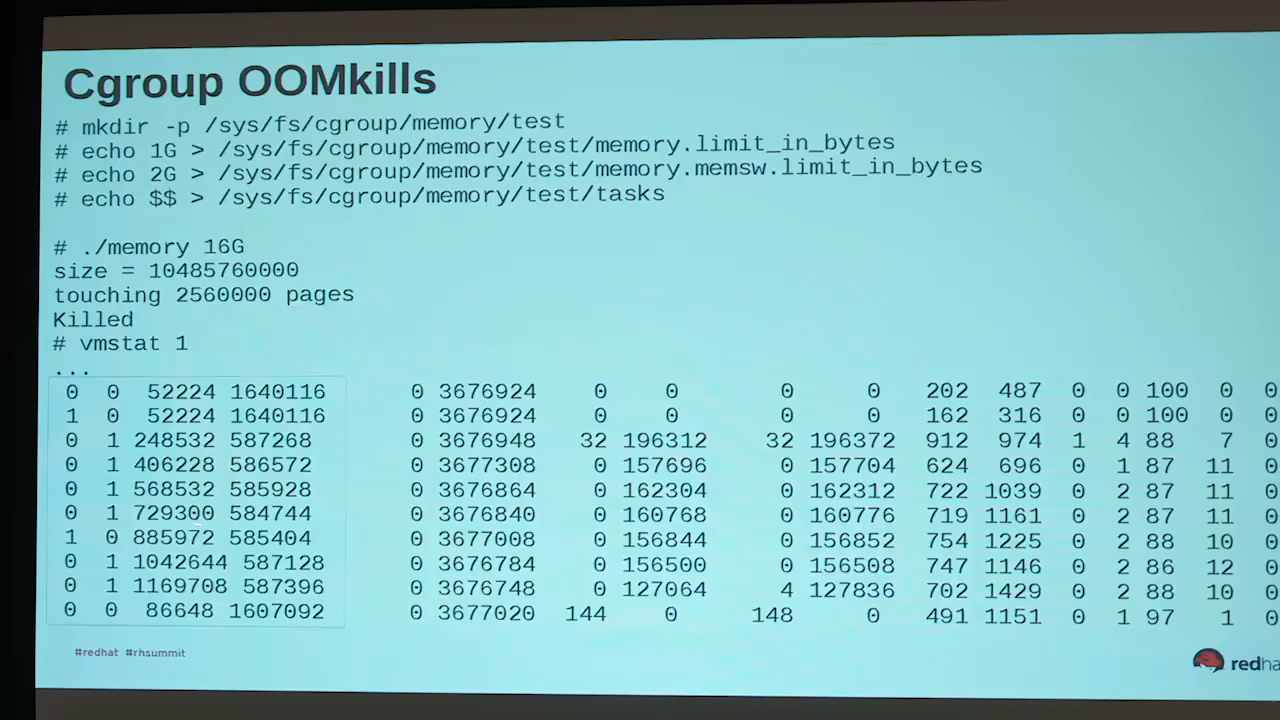 Cgroup OOMkills
# mkdir -p /sys/fs/cgroup/memory/test
# echo 1G > /sys/fs/cgroup/memory/test/memory.limit_in_bytes
# echo 2G > /sys/fs/cgroup/memory/test/memory.memsw.limit_in_bytes
# echo $$ > /sys/fs/cgroup/memory/test/tasks
# ./memory 16G
size = 10485760000
touching 2560000 pages
Killed
# vmstat 1
...
0 0 52224 1640116 0 3676924 0 0 0 0 202 487 0 0 100 0 0
1 0 52224 1640116 0 3676924 0 0 0 0 162 316 0 0 100 0 0
0 1 248532 587268 0 3676948 32 196312 32 196372 912 974 1 4 88 7 0
0 1 406228 586572 0 3677308 0 157696 0 157704 624 696 0 1 87 11 0
0 1 568532 585928 0 3676864 0 162304 0 162312 722 1039 0 2 87 11 0
0 1 729300 584744 0 3676840 0 160768 0 160776 719 1161 0 2 87 11 0
1 0 885972 585404 0 3677008 0 156844 0 156852 754 1225 0 2 88 10 0
0 1 1042644 587128 0 3676784 0 156500 0 156508 747 1146 0 2 86 12 0
0 1 1169708 587396 0 3676748 0 127064 4 127836 702 1429 0 2 88 10 0
0 0 86648 1607092 0 3677020 144 0 148 0 491 1151 0 1 97 1 0
#redhat #rhsummit
redha